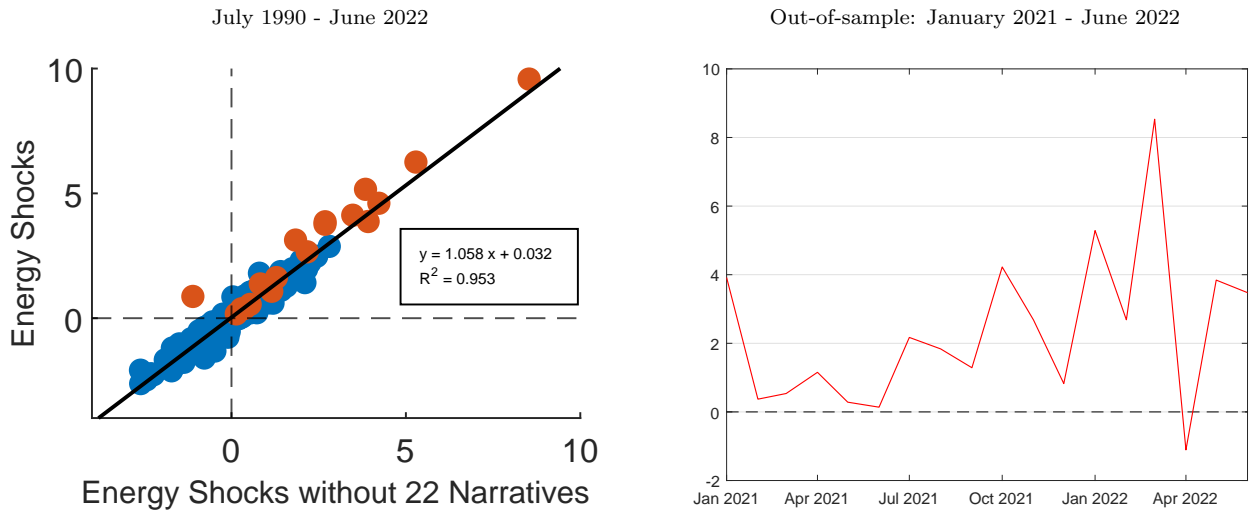 July 1990 - June 2022
10
5
0
Energy Shocks
y = 1.058 x + 0.032
R² = 0.953
0 5 10
Energy Shocks without 22 Narratives
Out-of-sample: January 2021 - June 2022
10
8
6
4
2
0
-2
Jan 2021 Apr 2021 Jul 2021 Oct 2021 Jan 2022 Apr 2022